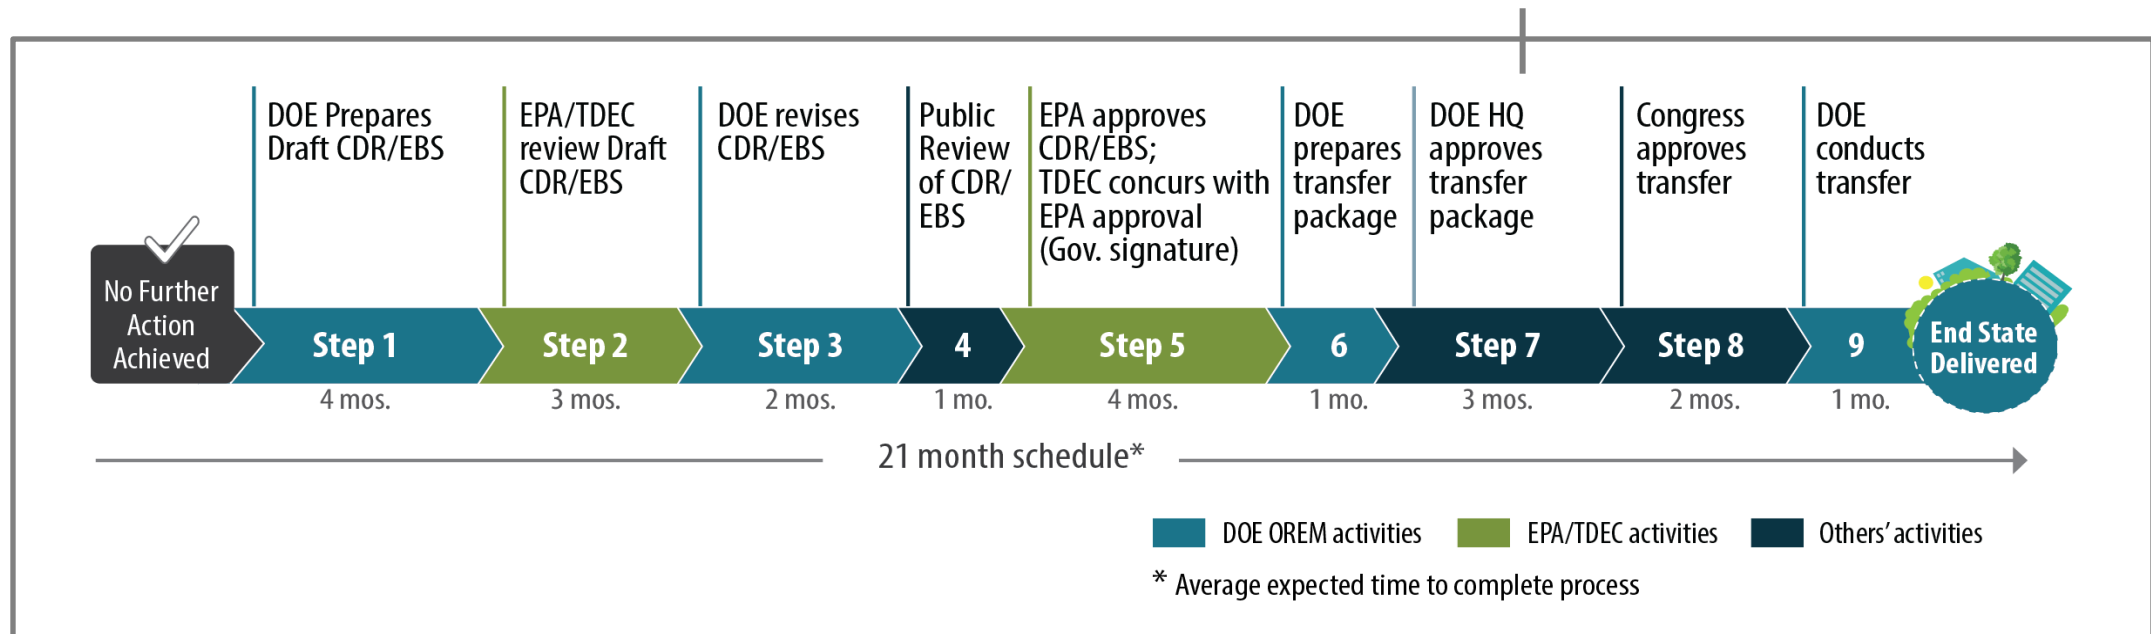 DOE Prepares
Draft CDR/EBS
EPA/TDEC
review Draft
CDR/EBS
DOE revises
CDR/EBS
Public
Review
of CDR/
EBS
EPA approves
CDR/EBS;
TDEC concurs with
EPA approval
(Gov. signature)
DOE
prepares
transfer
package
DOE HQ
approves
transfer
package
Congress
approves
transfer
DOE
conducts
transfer
No Further
Action
Achieved
Step 1
Step 2
Step 3
4
Step 5
6
Step 7
Step 8
9
End State
Delivered
4 mos.
3 mos.
2 mos.
1 mo.
4 mos.
1 mo.
3 mos.
2 mos.
1 mo.
21 month schedule*
DOE OREM activities
EPA/TDEC activities
Others’ activities
* Average expected time to complete process